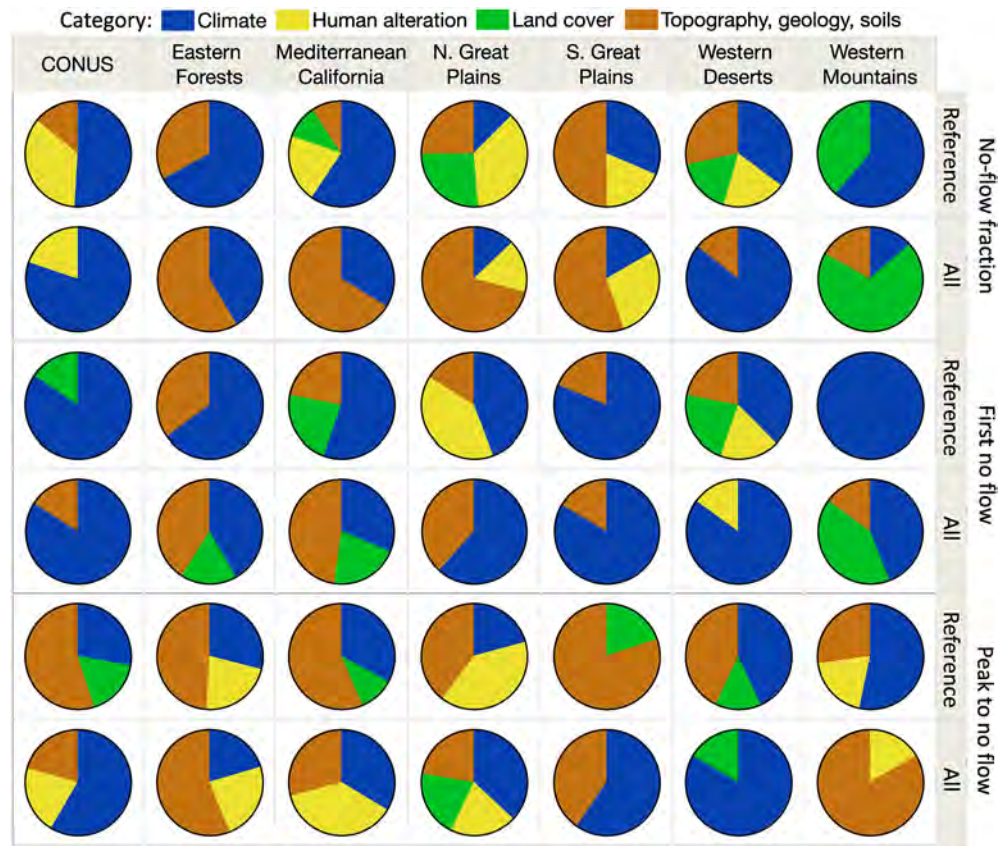 Category: Climate Human alteration Land cover Topography, geology, soils
CONUS
Eastern
Forests
Mediterranean
California
N. Great
Plains
S. Great
Plains
Western
Deserts
Western
Mountains
Reference
All
No-flow fraction
Reference
All
First no flow
Reference
All
Peak to no flow